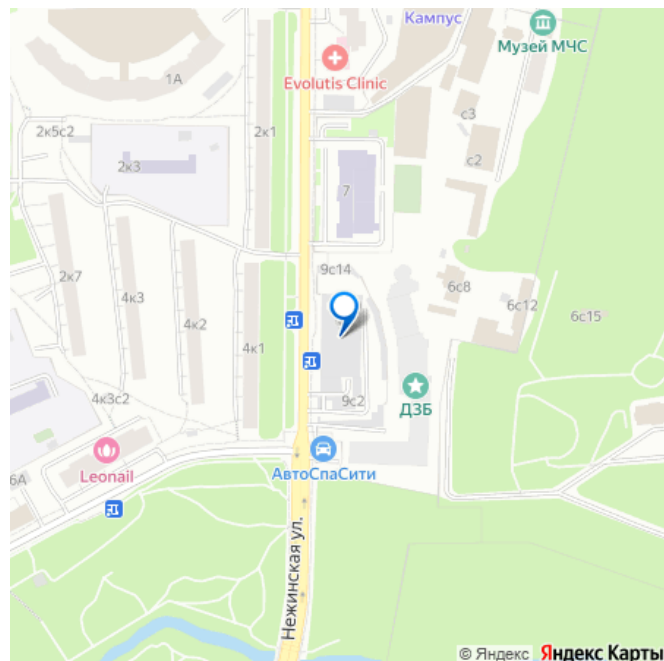 Кампус
Музей МЧС
Evolutis Clinic
1А
с3
2к5с2
2к1
с2
2к3
7
9с14
2к7
6с8
4к3
6с12
6с15
4к2
4к1
ДЗБ
4к3с2
9с2
Leonail
6А
АвтоСпаСити
Нежинская ул.
© Яндекс Яндекс Карты